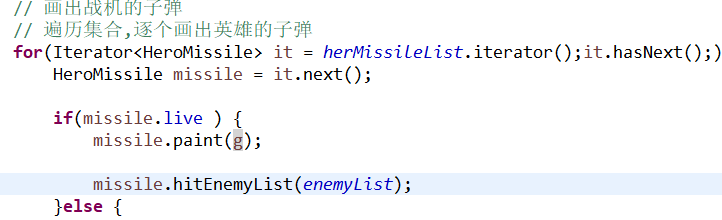 // 画出战机的子弹
// 遍历集合,逐个画出英雄的子弹
for(Iterator<HeroMissile> it = herMissileList.iterator();it.hasNext();)
HeroMissile missile = it.next();
if(missile.live ) {
missile.paint(g);
missile.hitEnemyList(enemyList);
}else {